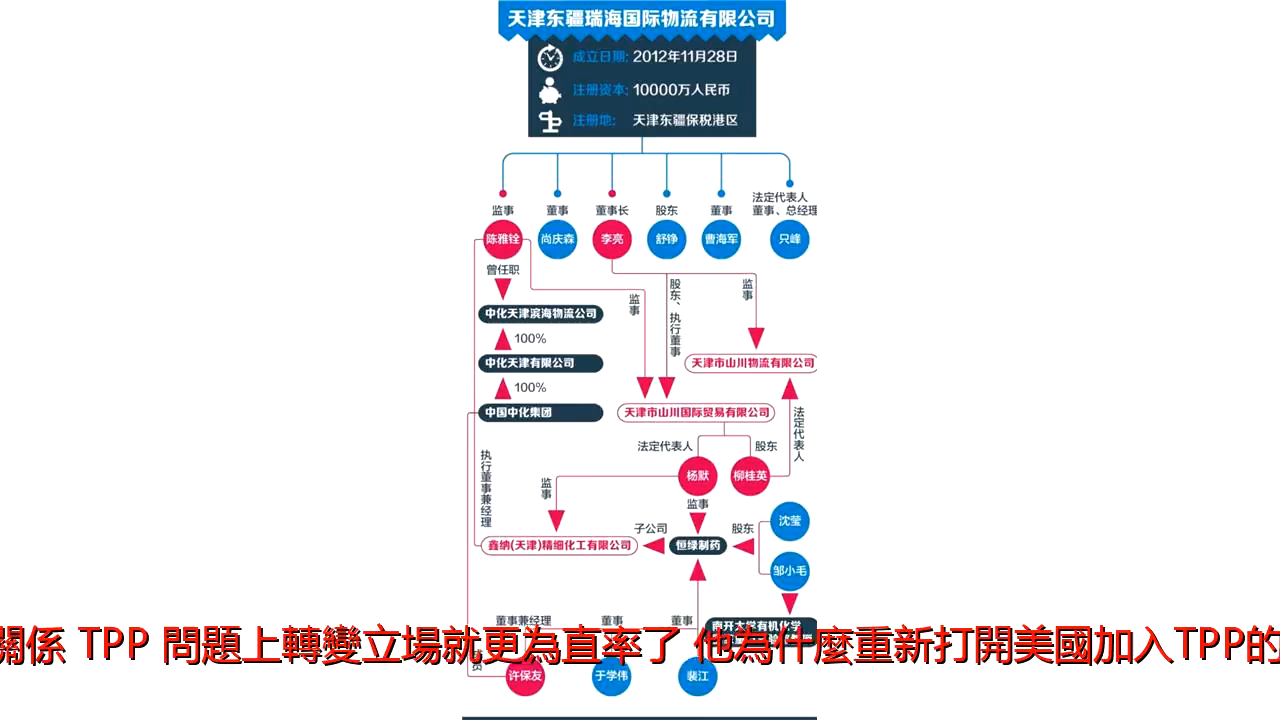 天津东疆瑞海国际物流有限公司
成立日期: 2012年11月28日
注册资本: 10000万人民币
注册地: 天津东疆保税港区
监事
董事
董事长
股东
董事
法定代表人
董事、总经理
陈雅铨
尚庆森
李亮
舒铮
曹海军
只峰
曾任职
监事
股东、执行董事
监事
中化天津滨海物流公司
100%
中化天津有限公司
天津市山川物流有限公司
100%
中国中化集团
天津市山川国际贸易有限公司
法定代表人
法定代表人
股东
执行董事兼经理
杨默
柳桂英
监事
监事
沈莹
子公司
股东
鑫纳(天津)精细化工有限公司
恒绿制药
邹小毛
董事兼经理
董事
董事
南开大学有机化学
關係 TPP 問題上轉變立場就更為直率了 他為什麼重新打開美國加入TPP的
许保友
于学伟
裴江